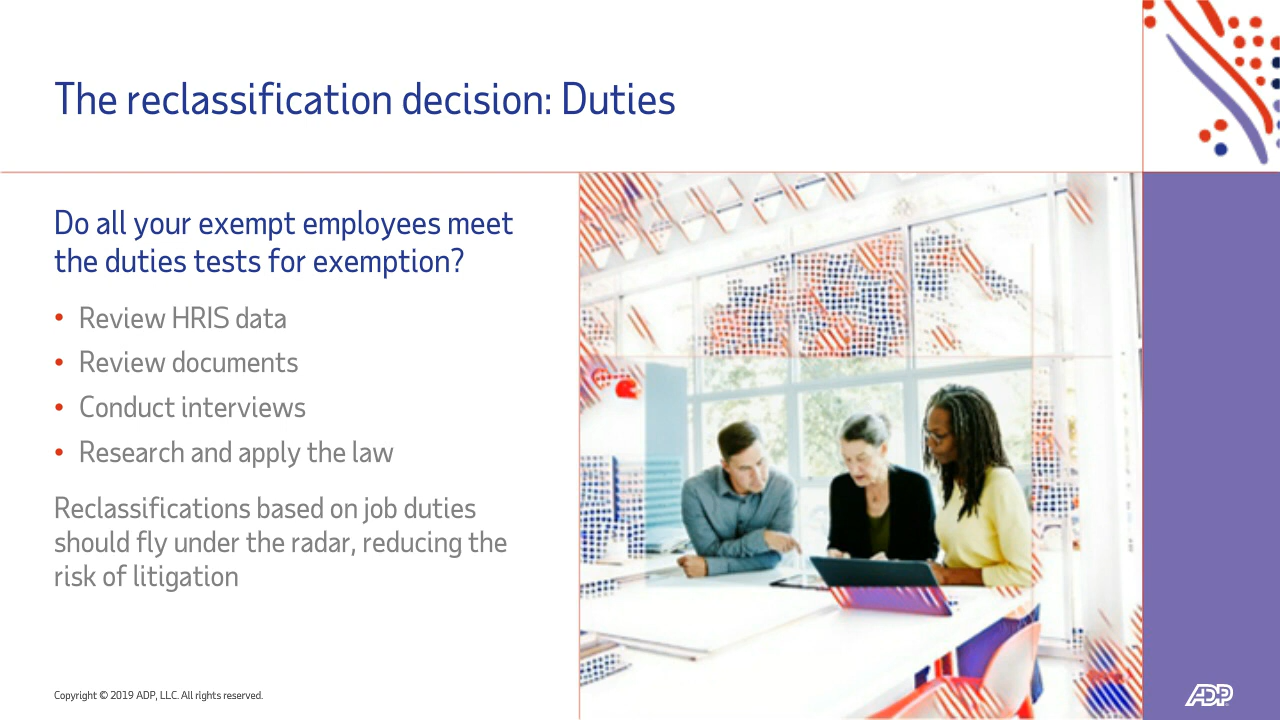 The reclassification decision: Duties
Do all your exempt employees meet
the duties tests for exemption?
• Review HRIS data
• Review documents
• Conduct interviews
• Research and apply the law
Reclassifications based on job duties
should fly under the radar, reducing the
risk of litigation
Copyright © 2019 ADP, LLC. All rights reserved.
ADP